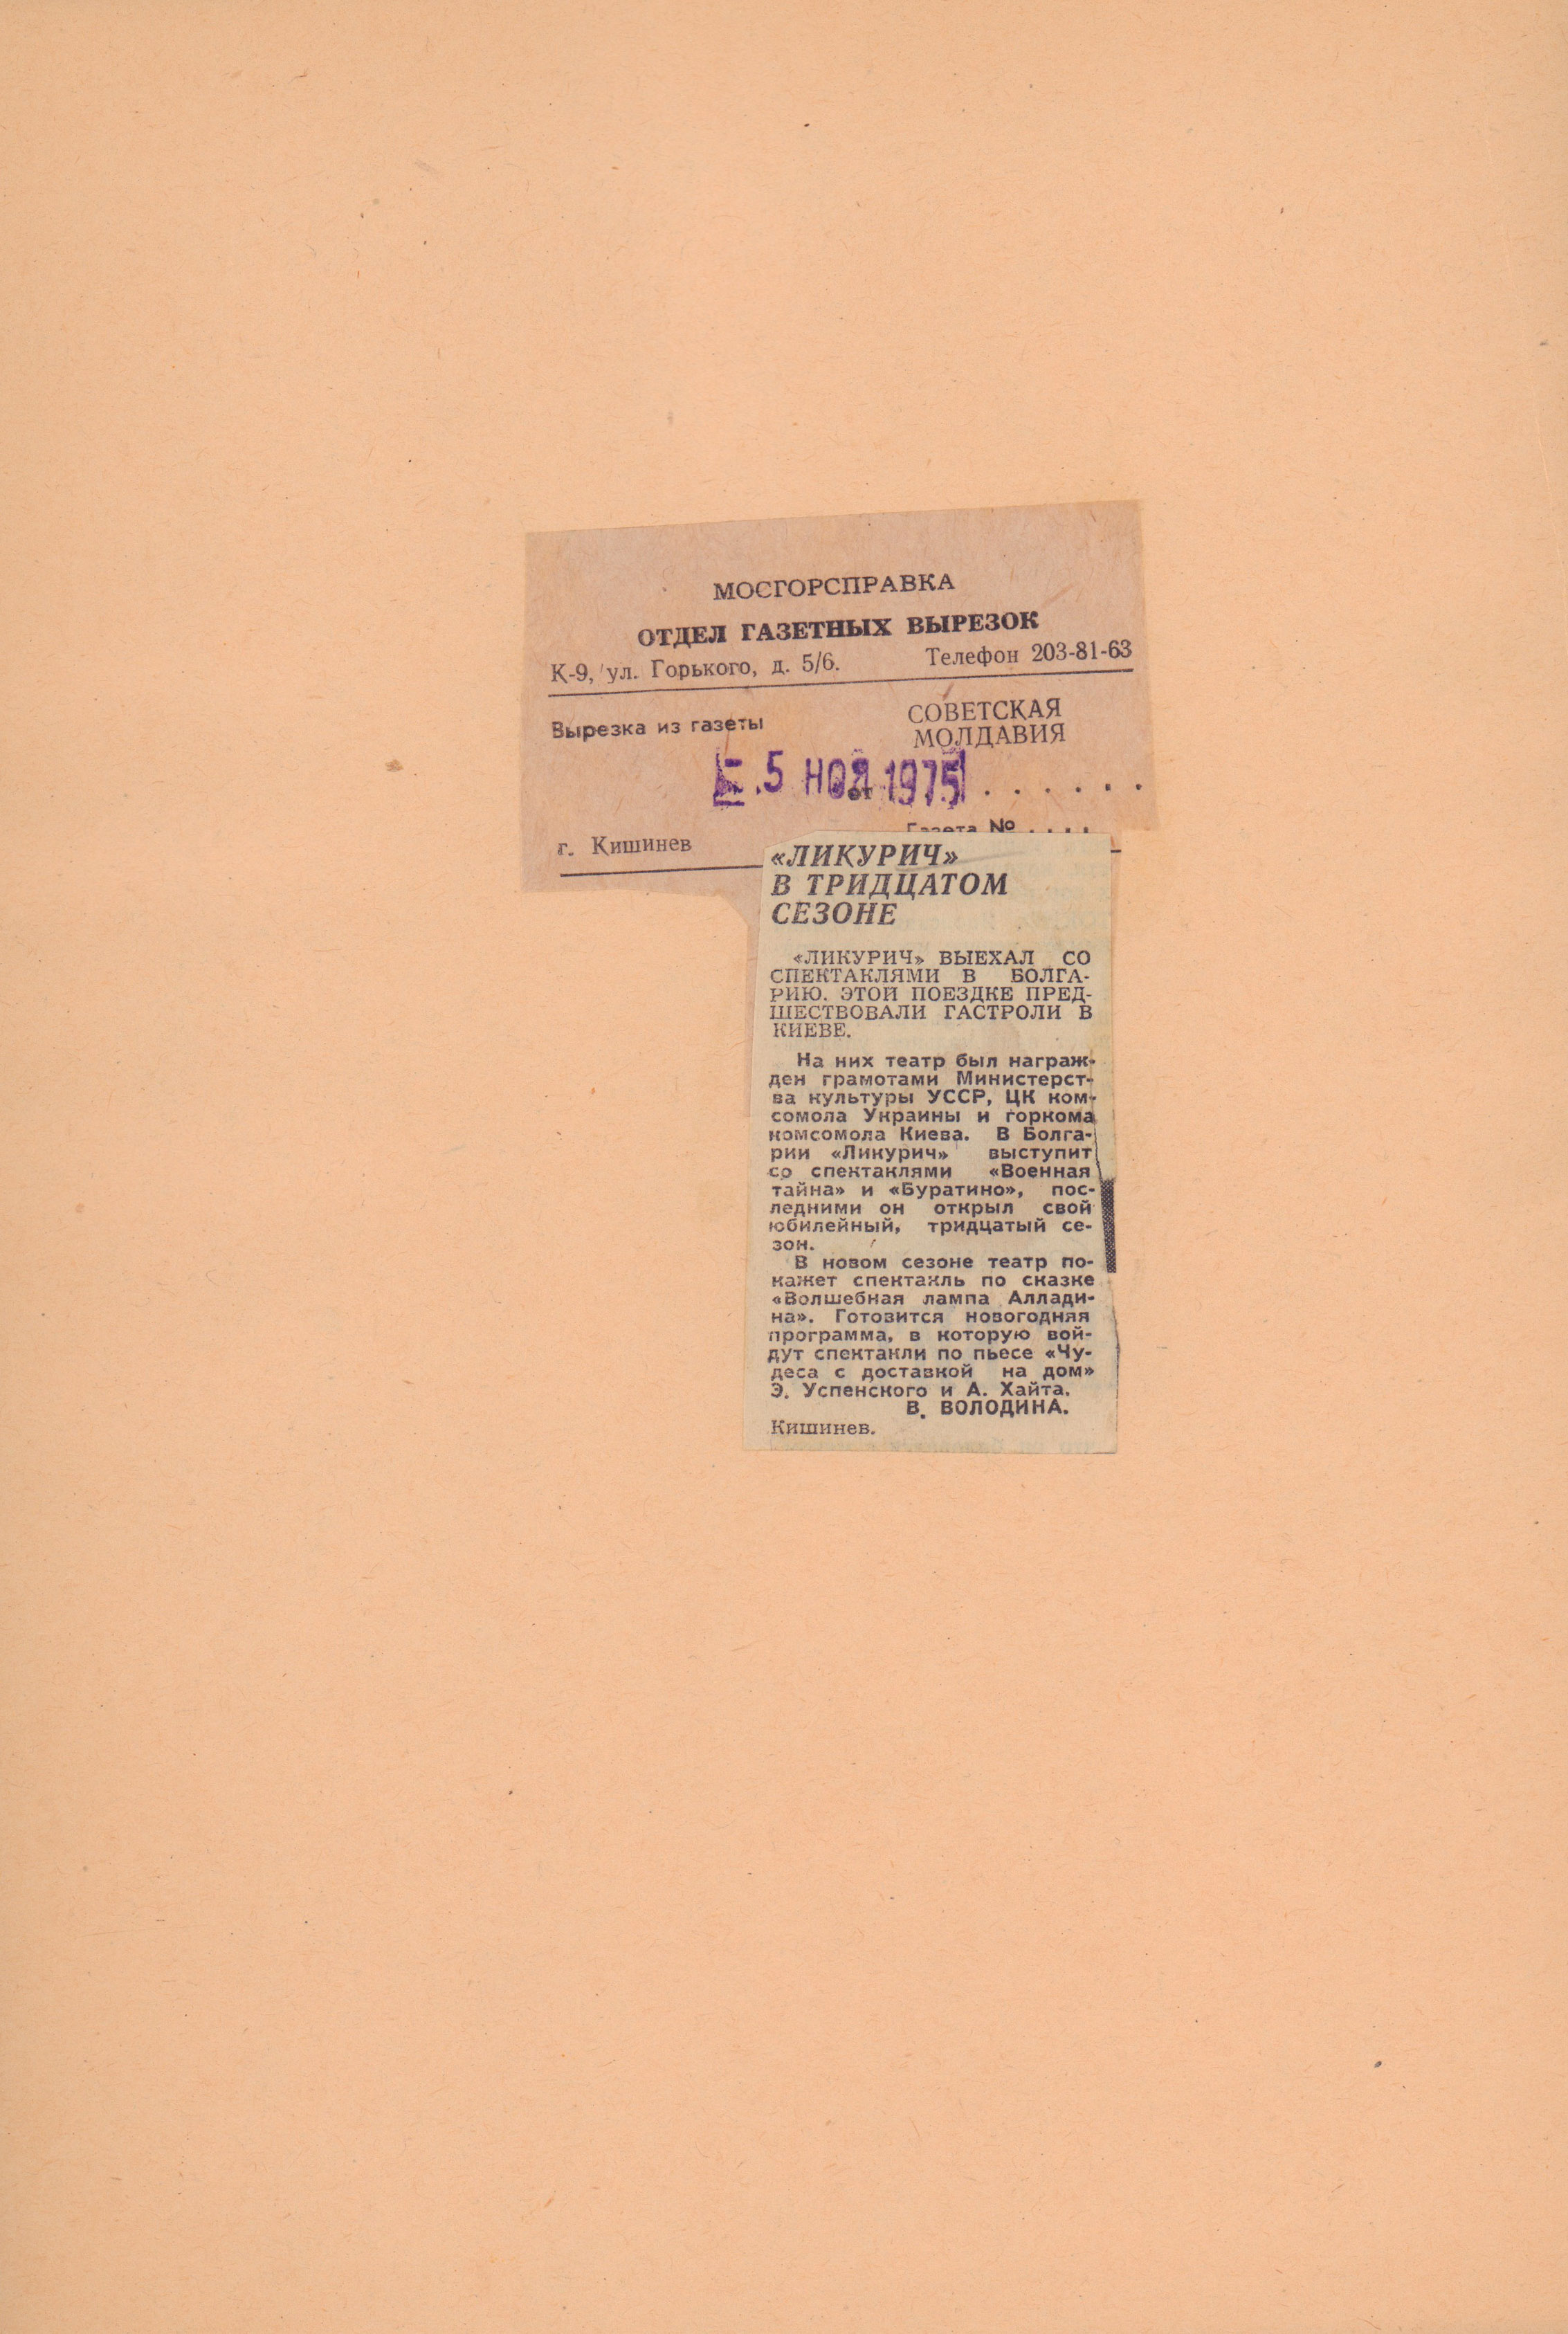 МОСГОРСПРАВКА
ОТДЕЛ ГАЗЕТНЫХ ВЫРЕЗОК
К-9, ул. Горького, д. 5/6. Телефон 203-81-63
Вырезка из газеты
СОВЕТСКАЯ
МОЛДАВИЯ
5 НОЯ 1975
г. Кишинев
Газета № . . . .
«ЛИКУРИЧ»
В ТРИДЦАТОМ
СЕЗОНЕ
«ЛИКУРИЧ» ВЫЕХАЛ СО
СПЕКТАКЛЯМИ В БОЛГА-
РИЮ. ЭТОЙ ПОЕЗДКЕ ПРЕД-
ШЕСТВОВАЛИ ГАСТРОЛИ В
КИЕВЕ.
На них театр был награж-
ден грамотами Министерст-
ва культуры УССР, ЦК ком-
сомола Украины и горкома
комсомола Киева. В Болга-
рии «Ликурич» выступит
со спектаклями «Военная
тайна» и «Буратино», пос-
ледними он открыл свой
юбилейный, тридцатый се-
зон.
В новом сезоне театр по-
кажет спектакль по сказке
«Волшебная лампа Аллади-
на». Готовится новогодняя
программа, в которую вой-
дут спектакли по пьесе «Чу-
деса с доставкой на дом»
Э. Успенского и А. Хайта.
В. ВОЛОДИНА.
Кишинев.